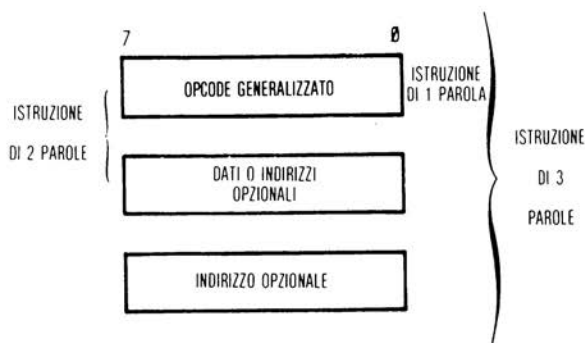 7 0
OPCODE GENERALIZZATO
ISTRUZIONE
DI 1 PAROLA
ISTRUZIONE
DI 2 PAROLE
DATI O INDIRIZZI
OPZIONALI
ISTRUZIONE
DI 3
PAROLE
INDIRIZZO OPZIONALE